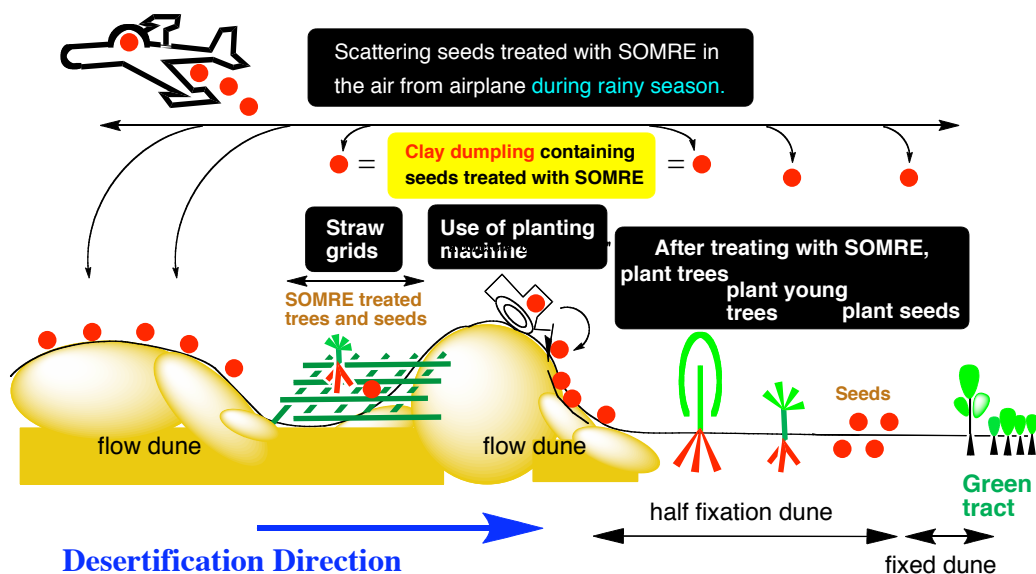 Scattering seeds treated with SOMRE in
the air from airplane during rainy season.
= Clay dumpling containing =
seeds treated with SOMRE
Straw
grids
Use of planting
machine
After treating with SOMRE,
plant trees
plant young
trees
plant seeds
SOMRE treated
trees and seeds
Seeds
flow dune
flow dune
Green
tract
half fixation dune
fixed dune
Desertification Direction